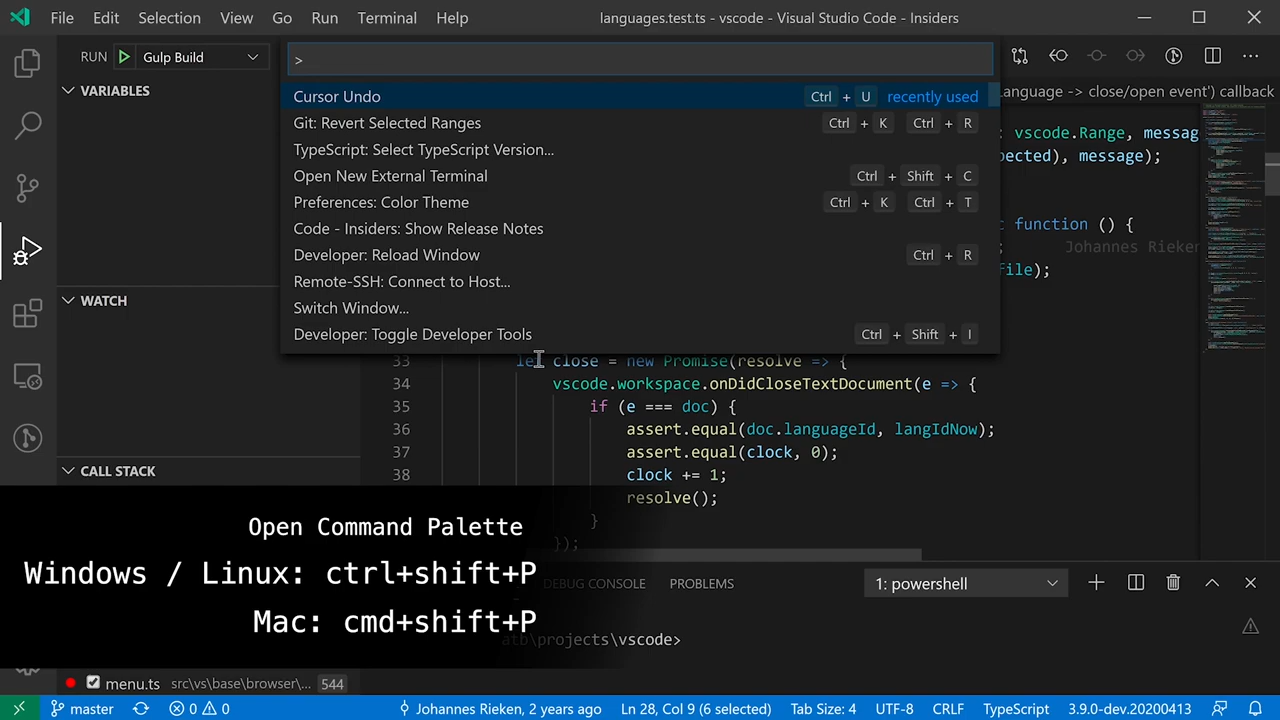 File Edit Selection View Go Run Terminal Help languages.test.ts - vscode - Visual Studio Code - Insiders
RUN Gulp Build
>
VARIABLES
Cursor Undo Ctrl + U recently used
anguage -> close/open event') callback
Git: Revert Selected Ranges Ctrl + K Ctrl + R
: vscode.Range, message
TypeScript: Select TypeScript Version...
pected), message);
Open New External Terminal Ctrl + Shift + C
Preferences: Color Theme Ctrl + K Ctrl + T
Code - Insiders: Show Release Notes
t function () {
; Johannes Rieken
Developer: Reload Window Ctrl + R
file);
Remote-SSH: Connect to Host...
WATCH
Switch Window...
Developer: Toggle Developer Tools Ctrl + Shift + I
33 let close = new Promise(resolve => {
34 vscode.workspace.onDidCloseTextDocument(e => {
35 if (e === doc) {
36 assert.equal(doc.languageId, langIdNow);
37 assert.equal(clock, 0);
CALL STACK
38 clock += 1;
resolve();
}
});
Open Command Palette
Windows / Linux: ctrl+shift+P
Mac: cmd+shift+P
DEBUG CONSOLE PROBLEMS 1: powershell
\projects\vscode>
menu.ts src\vs\base\browser\... 544
master 0 0 Johannes Rieken, 2 years ago Ln 28, Col 9 (6 selected) Tab Size: 4 UTF-8 CRLF TypeScript 3.9.0-dev.20200413